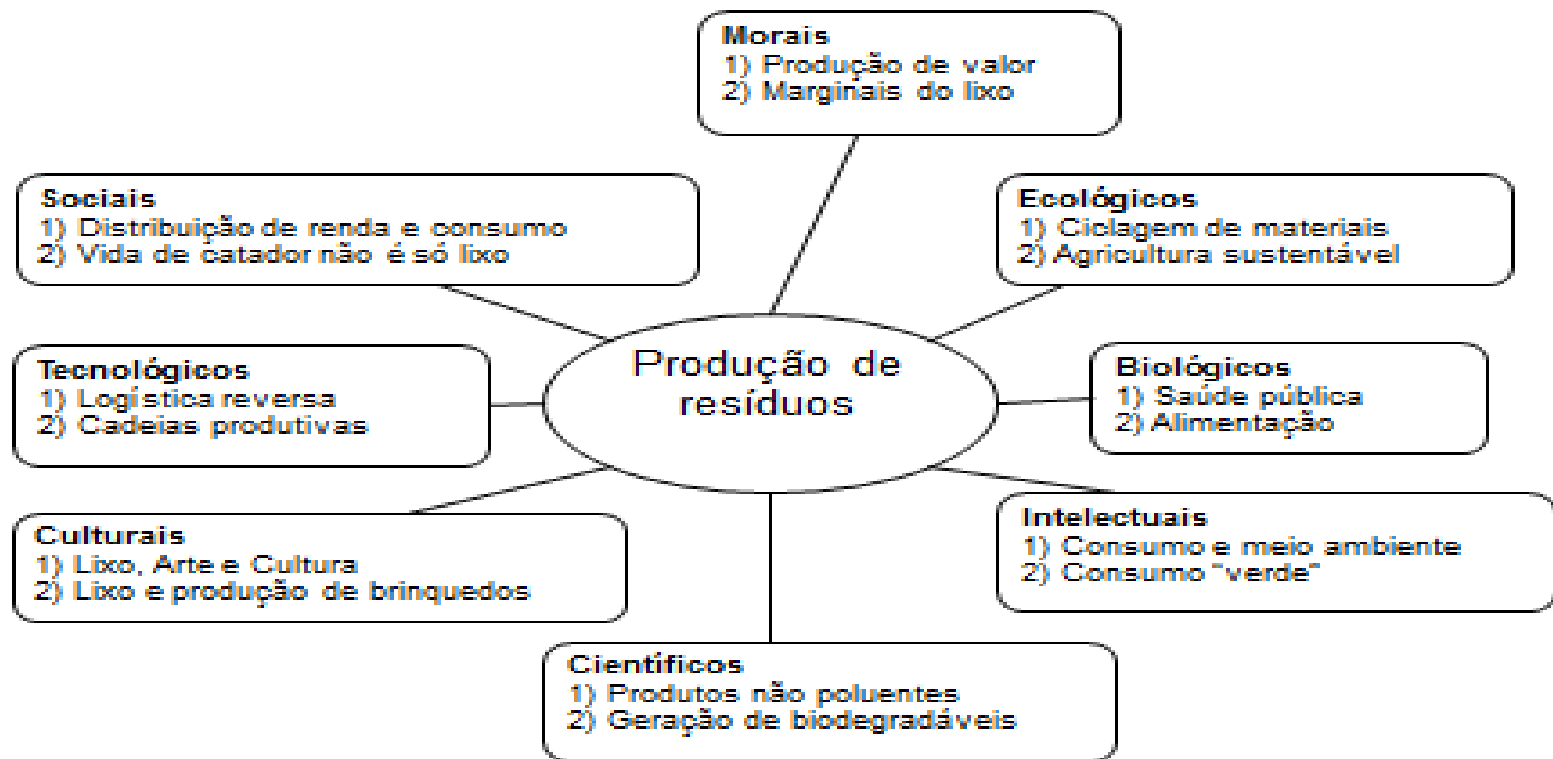 Morais
1) Produção de valor
2) Marginais do lixo
Sociais
1) Distribuição de renda e consumo
2) Vida de catador não é só lixo
Ecológicos
1) Ciclagem de materiais
2) Agricultura sustentável
Produção de
resíduos
Tecnológicos
1) Logística reversa
2) Cadeias produtivas
Biológicos
1) Saúde pública
2) Alimentação
Culturais
1) Lixo, Arte e Cultura
2) Lixo e produção de brinquedos
Intelectuais
1) Consumo e meio ambiente
2) Consumo "verde"
Científicos
1) Produtos não poluentes
2) Geração de biodegradáveis